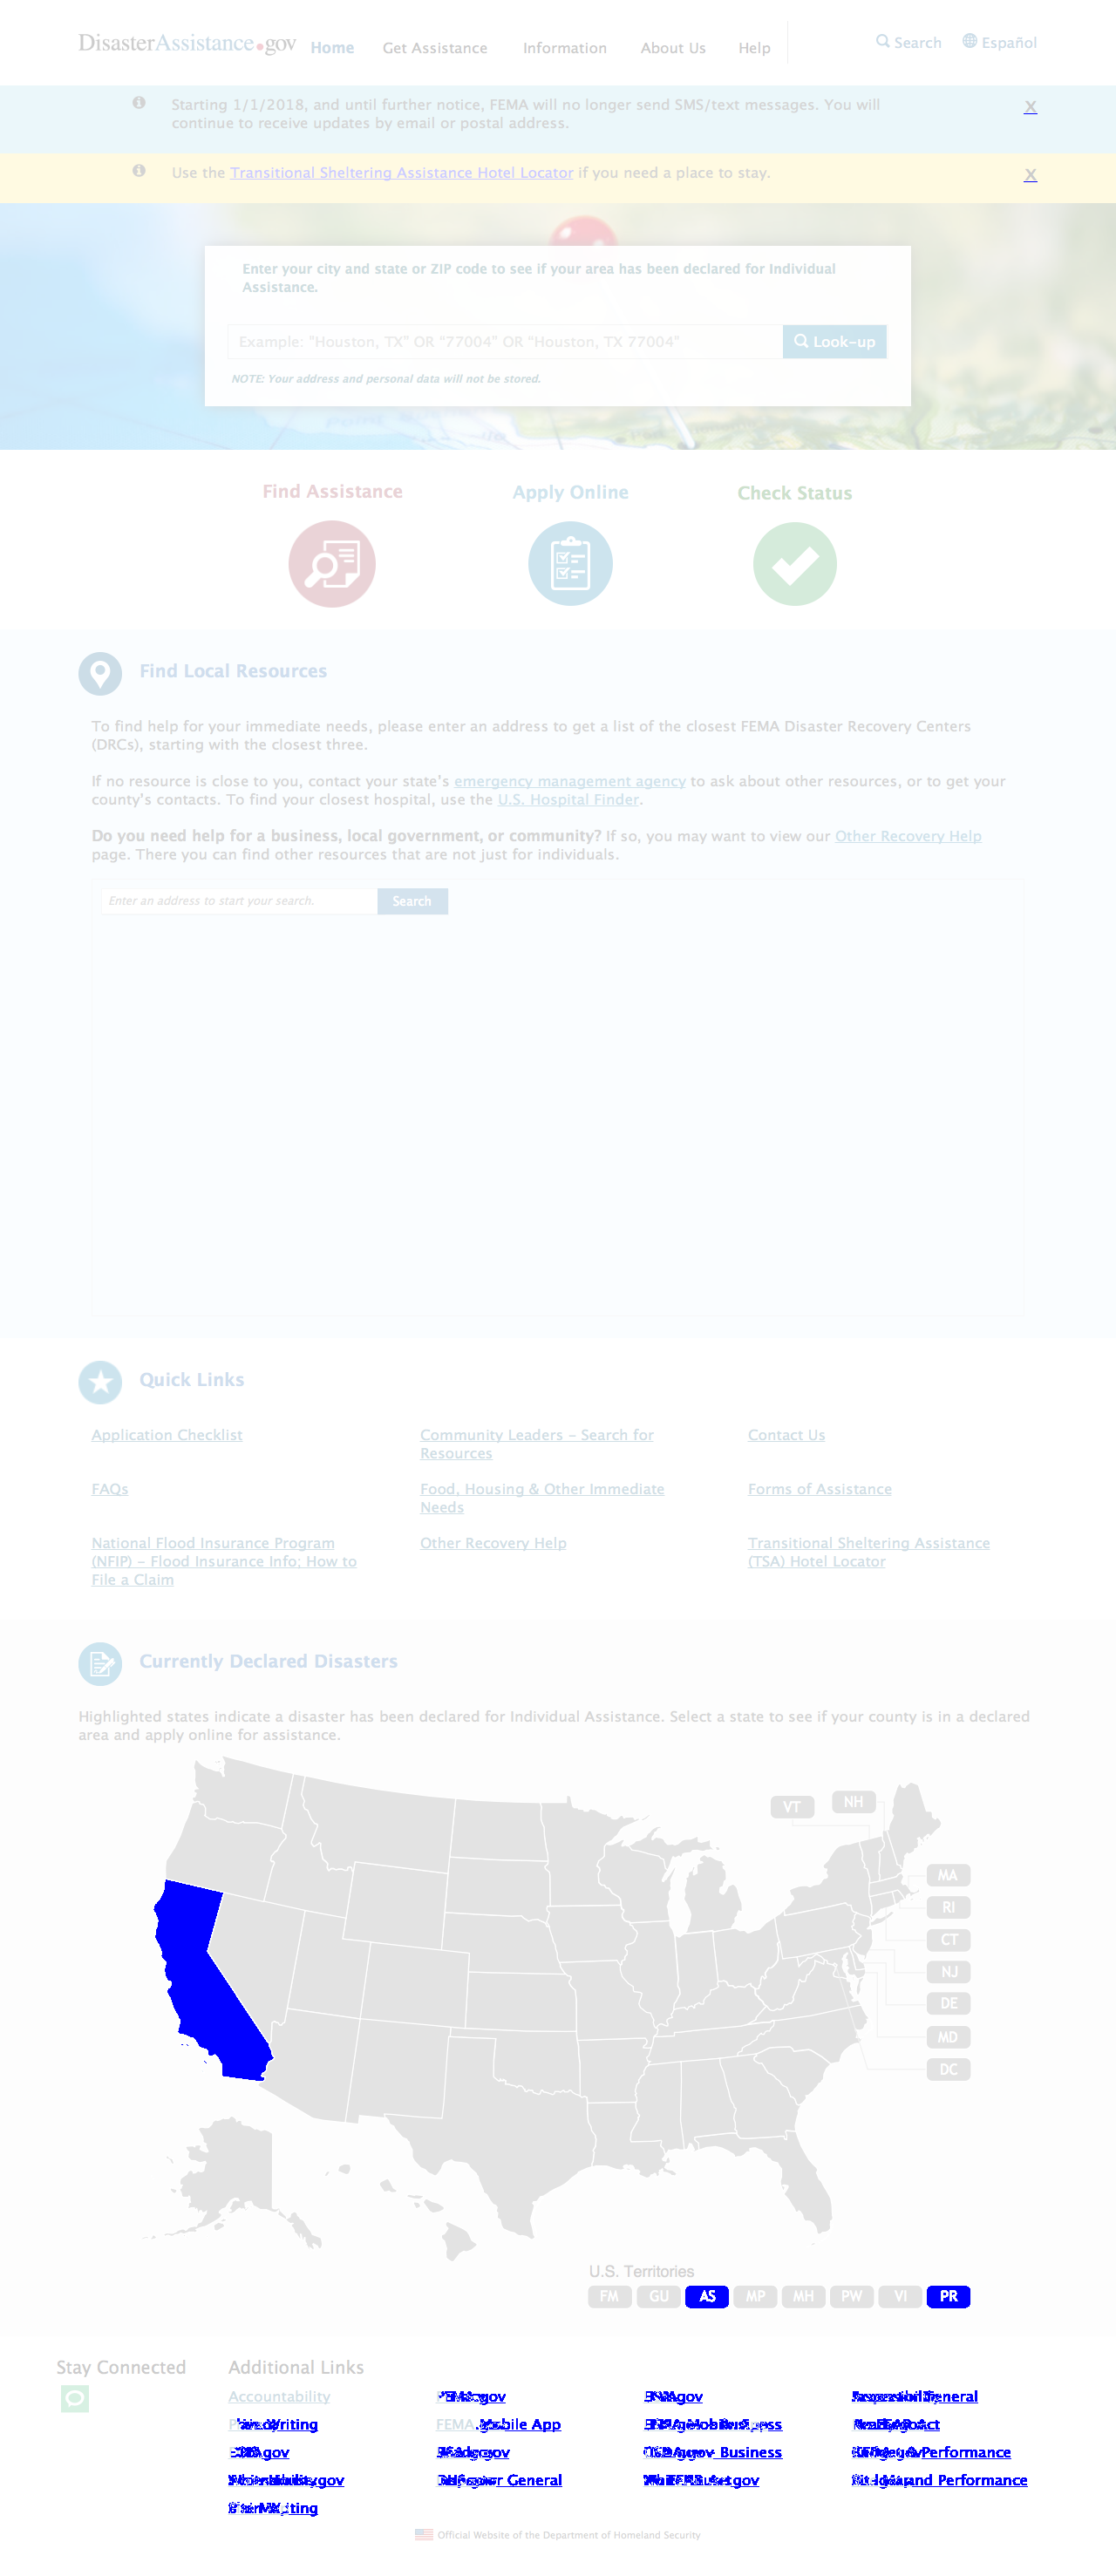 DisasterAssistance.gov Home Get Assistance Information About Us Help Search Español
Starting 1/1/2018, and until further notice, FEMA will no longer send SMS/text messages. You will
continue to receive updates by email or postal address.
X
Use the Transitional Sheltering Assistance Hotel Locator if you need a place to stay.
X
Enter your city and state or ZIP code to see if your area has been declared for Individual
Assistance.
Example: "Houston, TX" OR "77004" OR "Houston, TX 77004"
Look-up
NOTE: Your address and personal data will not be stored.
Find Assistance
Apply Online
Check Status
Find Local Resources
To find help for your immediate needs, please enter an address to get a list of the closest FEMA Disaster Recovery Centers
(DRCs), starting with the closest three.
If no resource is close to you, contact your state's emergency management agency to ask about other resources, or to get your
county's contacts. To find your closest hospital, use the U.S. Hospital Finder.
Do you need help for a business, local government, or community? If so, you may want to view our Other Recovery Help
page. There you can find other resources that are not just for individuals.
Enter an address to start your search.
Search
Quick Links
Application Checklist
Community Leaders - Search for
Resources
Contact Us
FAQs
Food, Housing & Other Immediate
Needs
Forms of Assistance
National Flood Insurance Program
(NFIP) - Flood Insurance Info: How to
File a Claim
Other Recovery Help
Transitional Sheltering Assistance
(TSA) Hotel Locator
Currently Declared Disasters
Highlighted states indicate a disaster has been declared for Individual Assistance. Select a state to see if your county is in a declared
area and apply online for assistance.
VT
NH
MA
RI
CT
NJ
DE
MD
DC
U.S. Territories
FM GU AS MP MH PW VI PR
Stay Connected
Additional Links
Accountability
Writing
FEMA Mobile App
Business
Business
Performance
General
and Performance
Official Website of the Department of Homeland Security